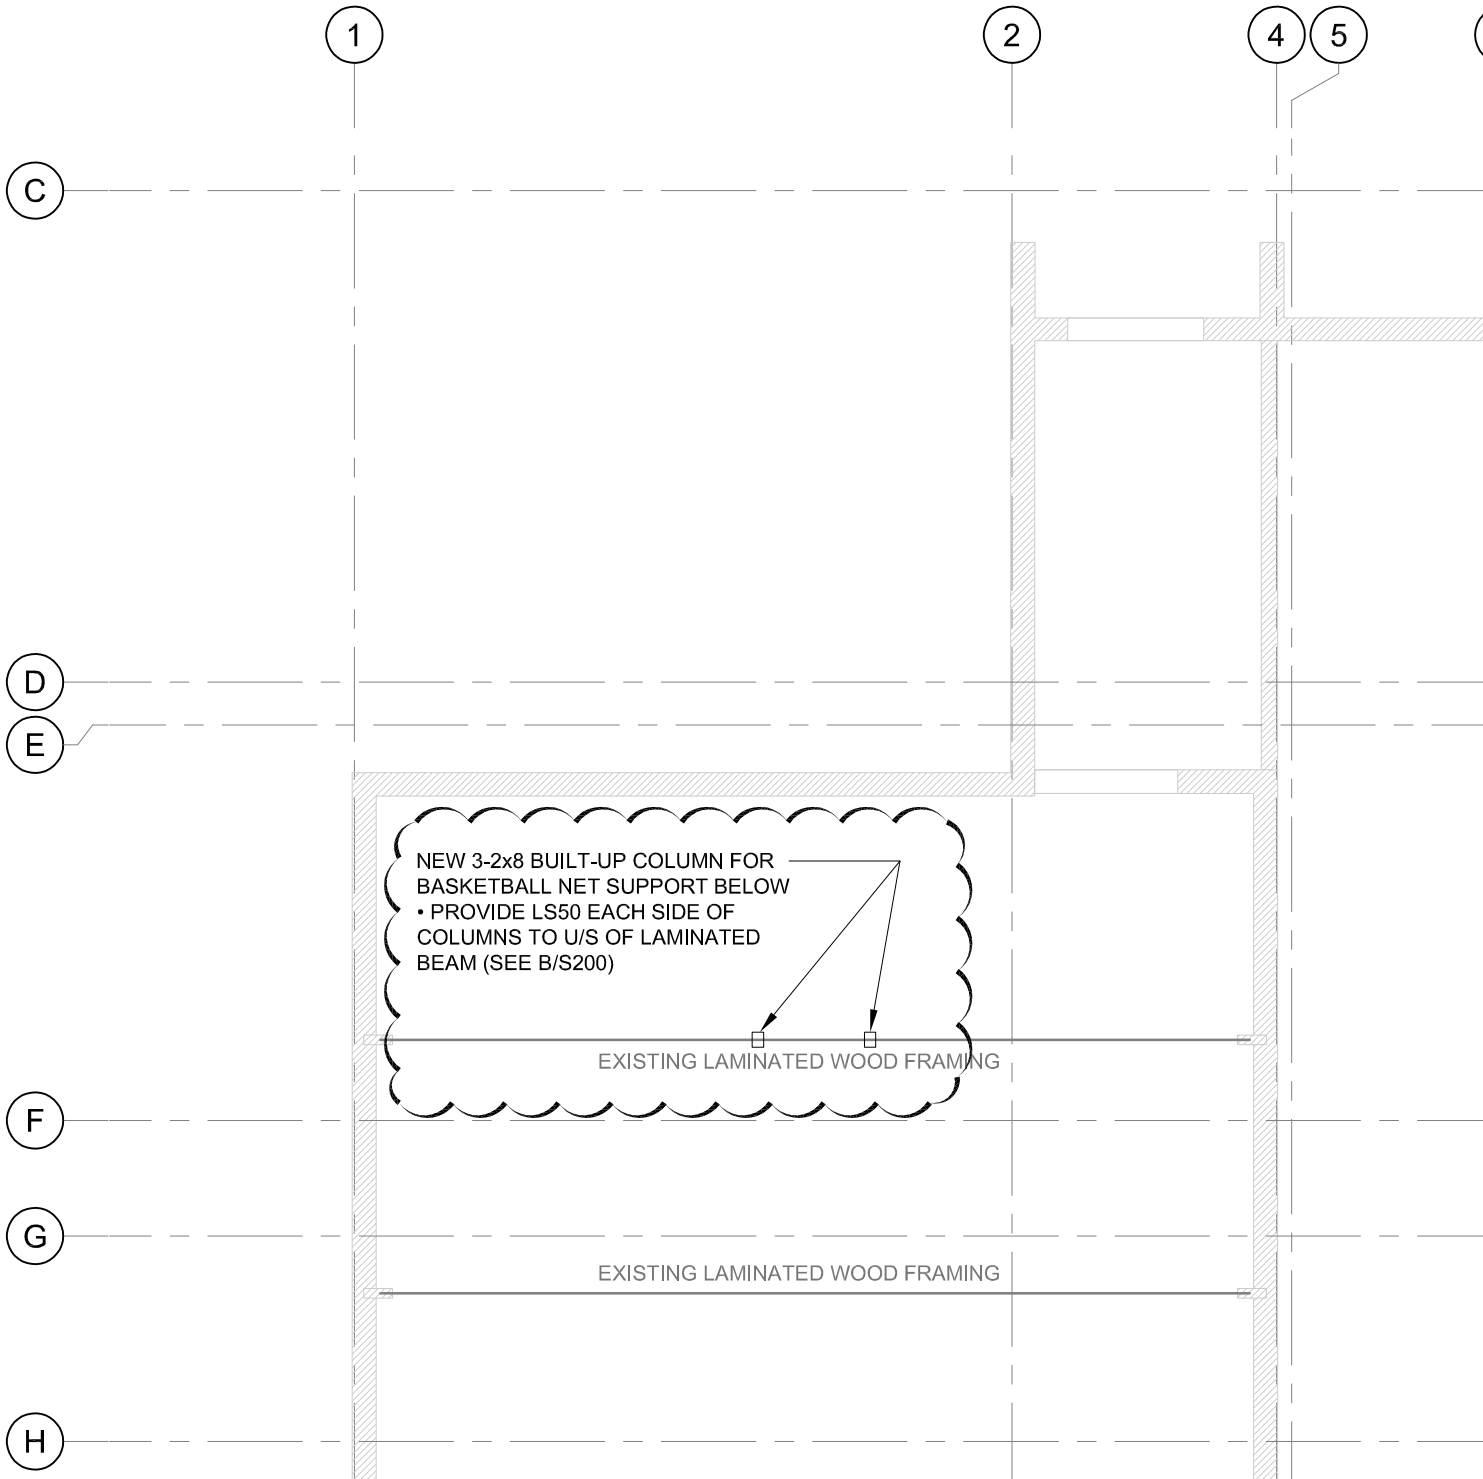 1
2
4
5
C
D
E
NEW 3-2x8 BUILT-UP COLUMN FOR
BASKETBALL NET SUPPORT BELOW
• PROVIDE LS50 EACH SIDE OF
COLUMNS TO U/S OF LAMINATED
BEAM (SEE B/S200)
EXISTING LAMINATED WOOD FRAMING
F
G
EXISTING LAMINATED WOOD FRAMING
H